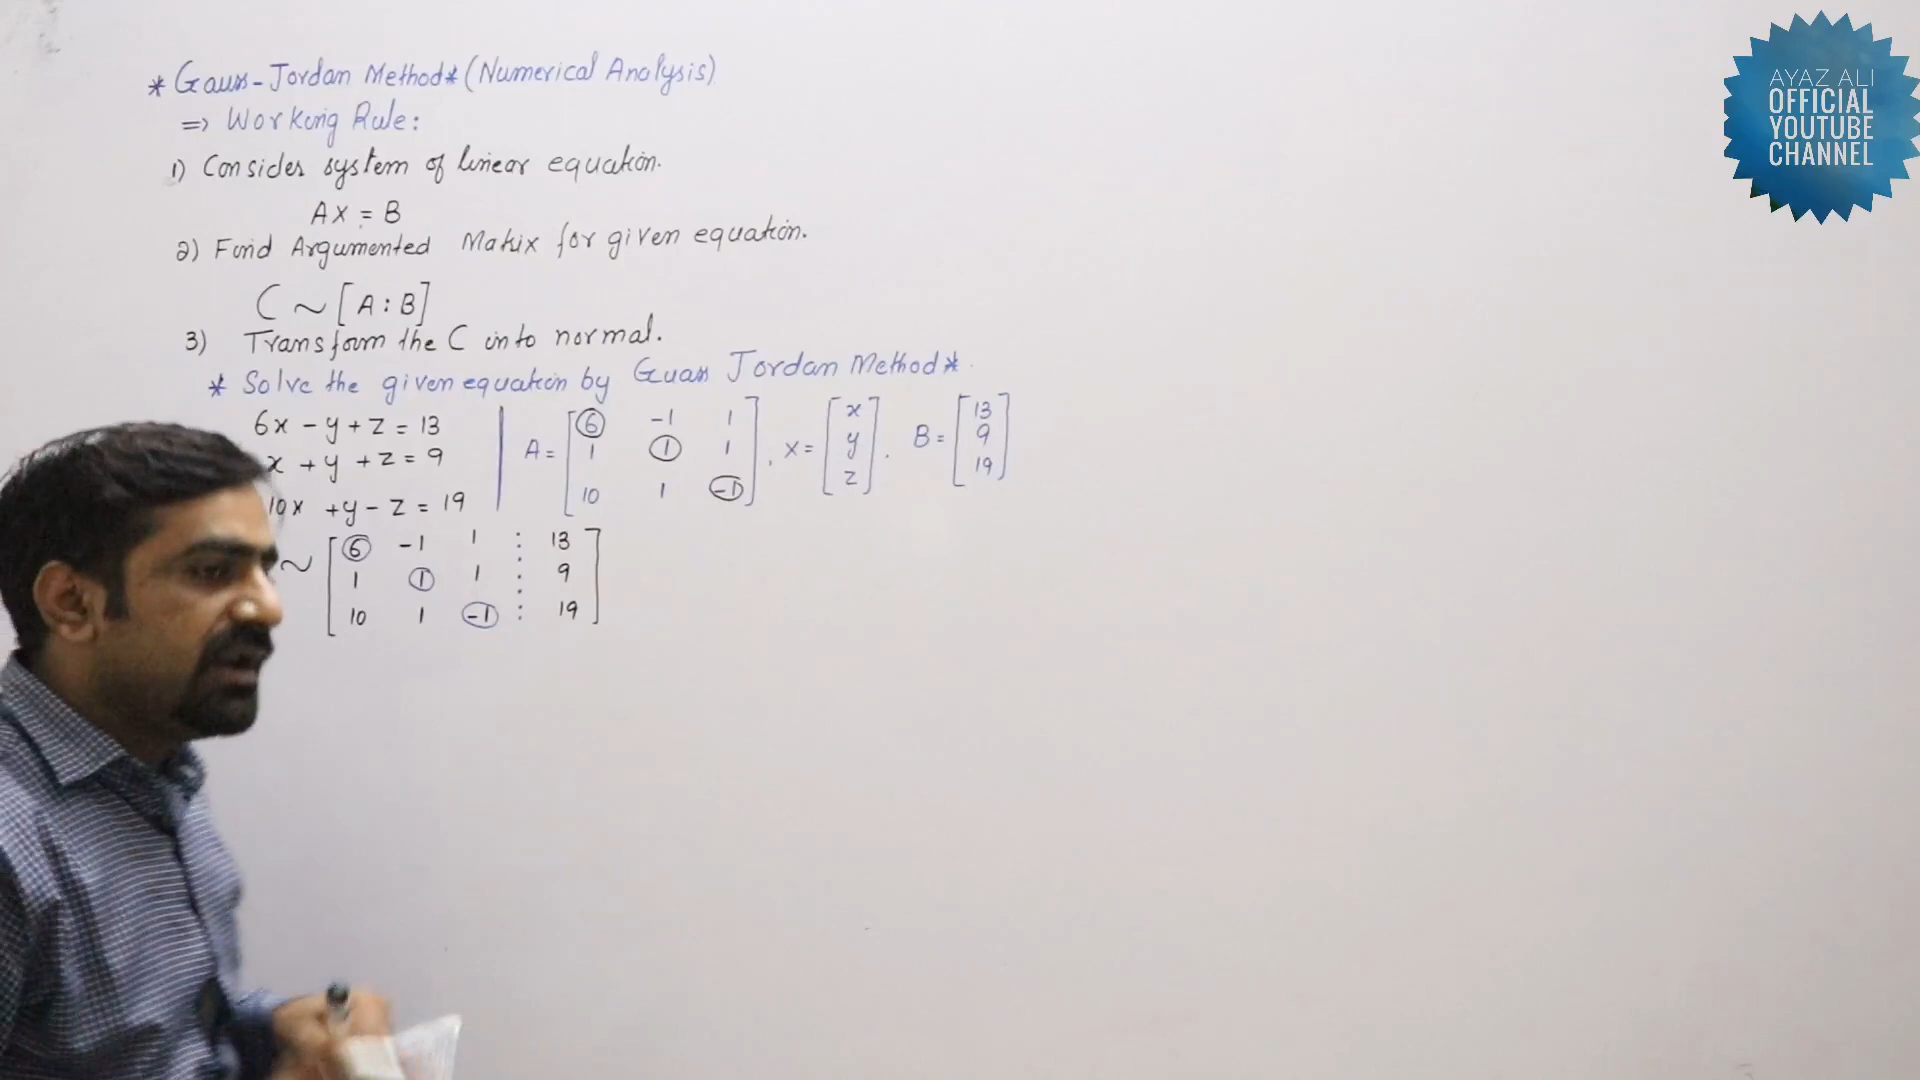 * Gauss-Jordan Method* (Numerical Analysis)
=> Working Rule:
1) Consider system of linear equation.
AX = B
2) Find Argumented Matrix for given equation.
C ~ [A : B]
3) Transform the C into normal.
* Solve the given equation by Guass Jordan Method*.
6x - y + z = 13
x + y + z = 9
10x + y - z = 19
A = [6 -1 1
1 1 1
10 1 -1], X = [x
y
z], B = [13
9
19]
~ [6 -1 1 : 13
1 1 1 : 9
10 1 -1 : 19]
AYAZ ALI
OFFICIAL
YOUTUBE
CHANNEL